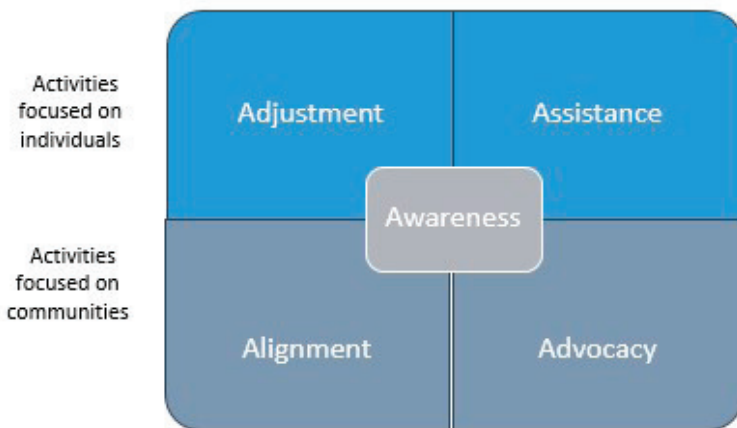 Activities
focused on
individuals
Adjustment
Assistance
Awareness
Activities
focused on
communities
Alignment
Advocacy